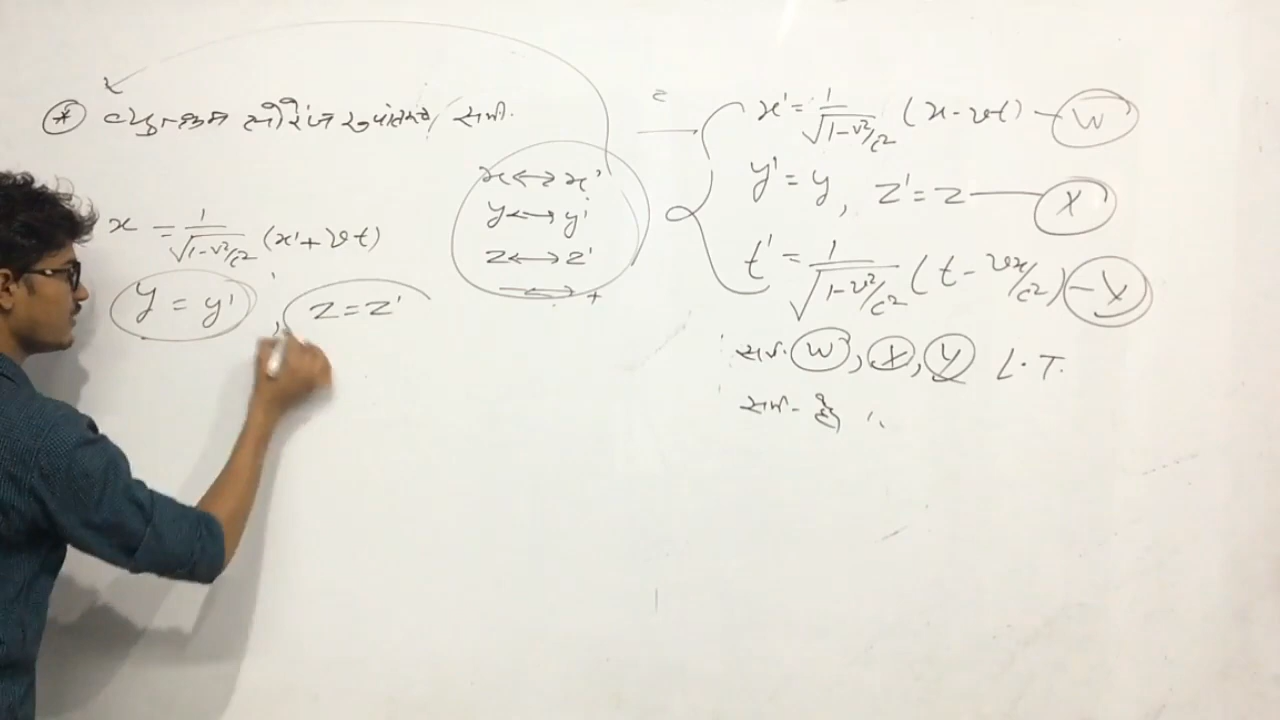 * व्युत्क्रम लौरेंज रूपांतरण समी.
x = 1/√1-v²/c² (x' + vt)
y = y' , z = z'
x ↔ x'
y ↔ y'
z ↔ z'
↔ +
x' = 1/√1-v²/c² (x - vt) — W
y' = y , z' = z — X
t' = 1/√1-v²/c² (t - vx/c²) — Y
समी. W , X , Y L.T.
समी. है